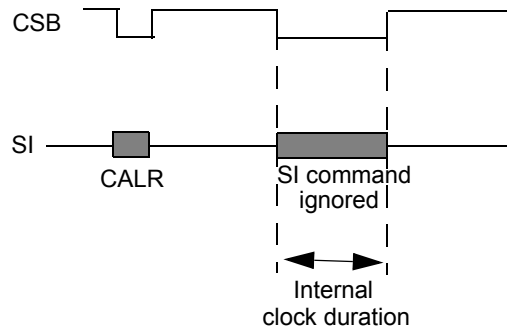 CSB
SI
CALR
SI command
ignored
Internal
clock duration